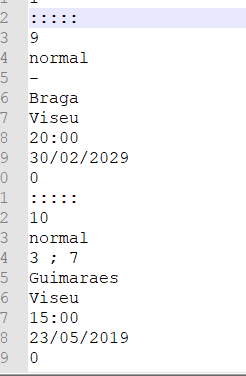 1 1
2 :::::
3 9
4 normal
5 -
6 Braga
7 Viseu
8 20:00
9 30/02/2029
0 0
1 :::::
2 10
3 normal
4 3 ; 7
5 Guimaraes
6 Viseu
7 15:00
8 23/05/2019
9 0